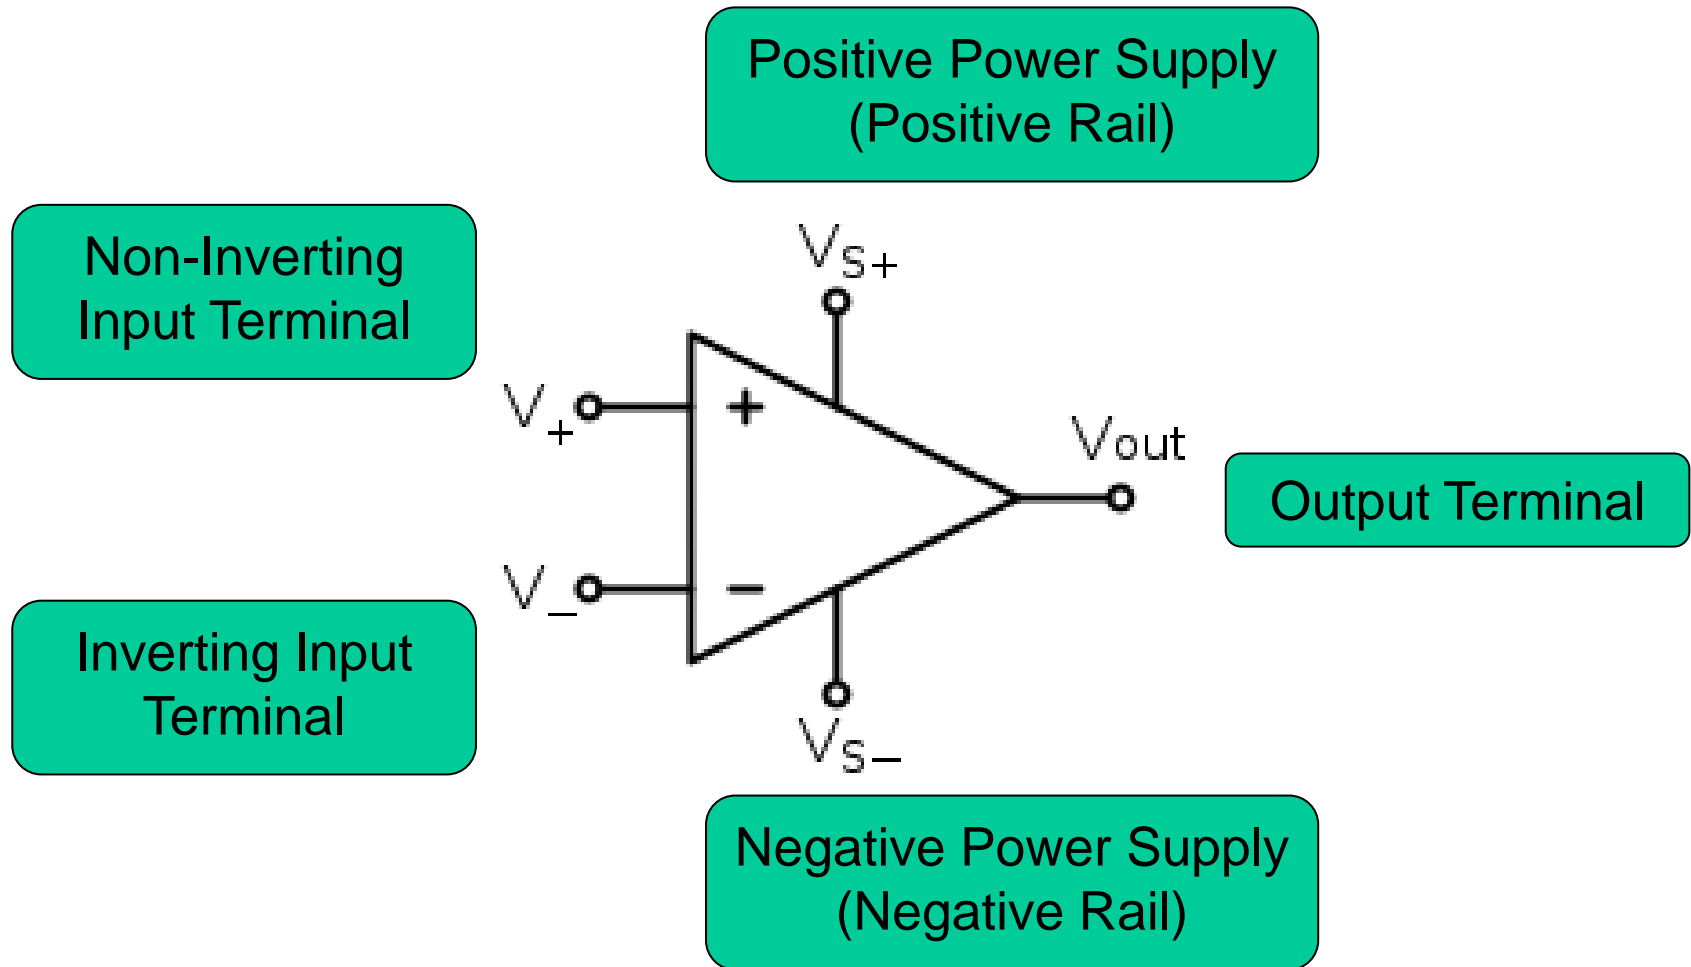 Positive Power Supply
(Positive Rail)
Non-Inverting
Input Terminal
VS+
V+
+
Vout
Output Terminal
V−
−
Inverting Input
Terminal
VS−
Negative Power Supply
(Negative Rail)